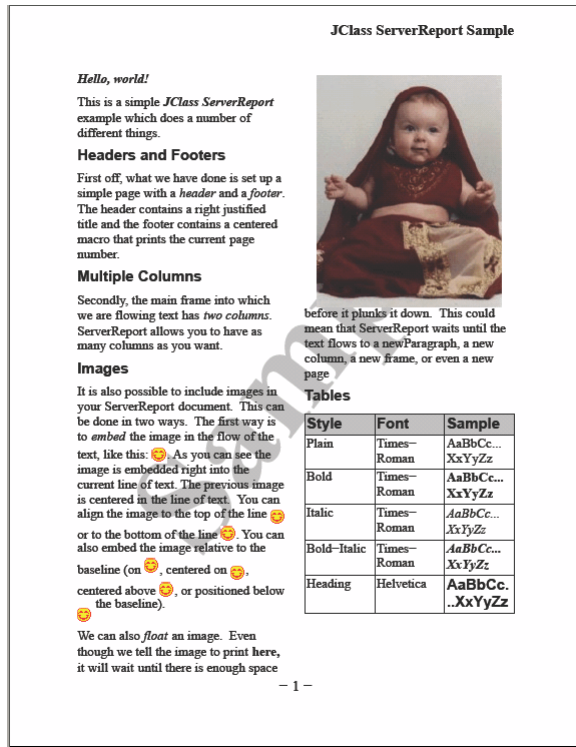 JClass ServerReport Sample
Hello, world!
This is a simple JClass ServerReport
example which does a number of
different things.
Headers and Footers
First off, what we have done is set up a
simple page with a header and a footer.
The header contains a right justified
title and the footer contains a centered
macro that prints the current page
number.
Multiple Columns
Secondly, the main frame into which
we are flowing text has two columns.
ServerReport allows you to have as
many columns as you want.
Images
It is also possible to include images in
your ServerReport document.  This can
be done in two ways.  The first way is
to embed the image in the flow of the
text, like this: . As you can see the
image is embedded right into the
current line of text. The previous image
is centered in the line of text.  You can
align the image to the top of the line
or to the bottom of the line . You can
also embed the image relative to the
baseline (on , centered on ,
centered above , or positioned below
the baseline).
We can also float an image.  Even
though we tell the image to print here,
it will wait until there is enough space
before it plunks it down.  This could
mean that ServerReport waits until the
text flows to a newParagraph, a new
column, a new frame, or even a new
page
Tables
Style Font Sample
Plain Times– AaBbCc...
Roman XxYyZz
Bold Times– AaBbCc...
Roman XxYyZz
Italic Times– AaBbCc...
Roman XxYyZz
Bold–Italic Times– AaBbCc...
Roman XxYyZz
Heading Helvetica AaBbCc.
..XxYyZz
– 1 –
Sample